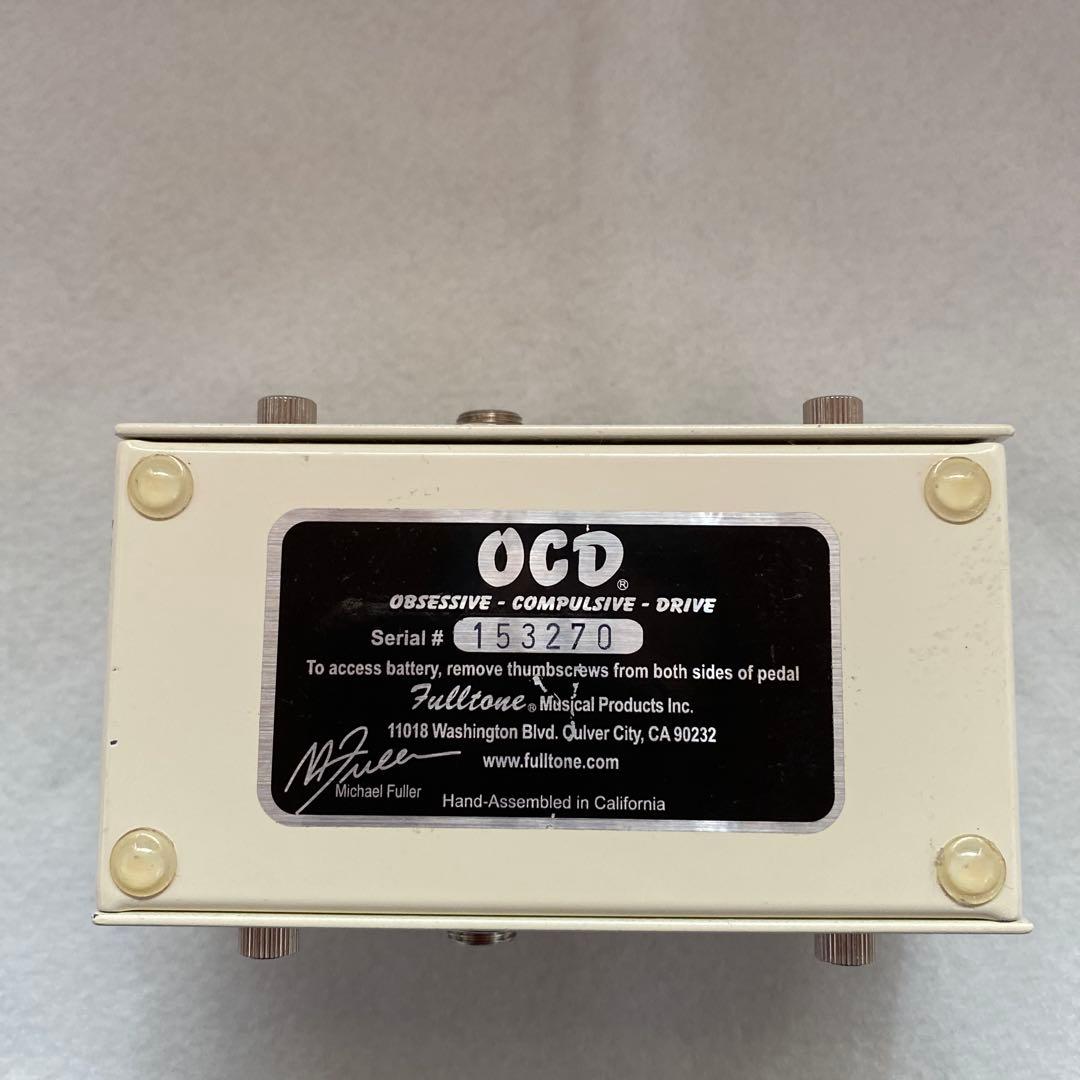 OCD®
OBSESSIVE - COMPULSIVE - DRIVE
Serial # 153270
To access battery, remove thumbscrews from both sides of pedal
Fulltone® Musical Products Inc.
11018 Washington Blvd. Culver City, CA 90232
www.fulltone.com
M Fuller
Michael Fuller
Hand-Assembled in California